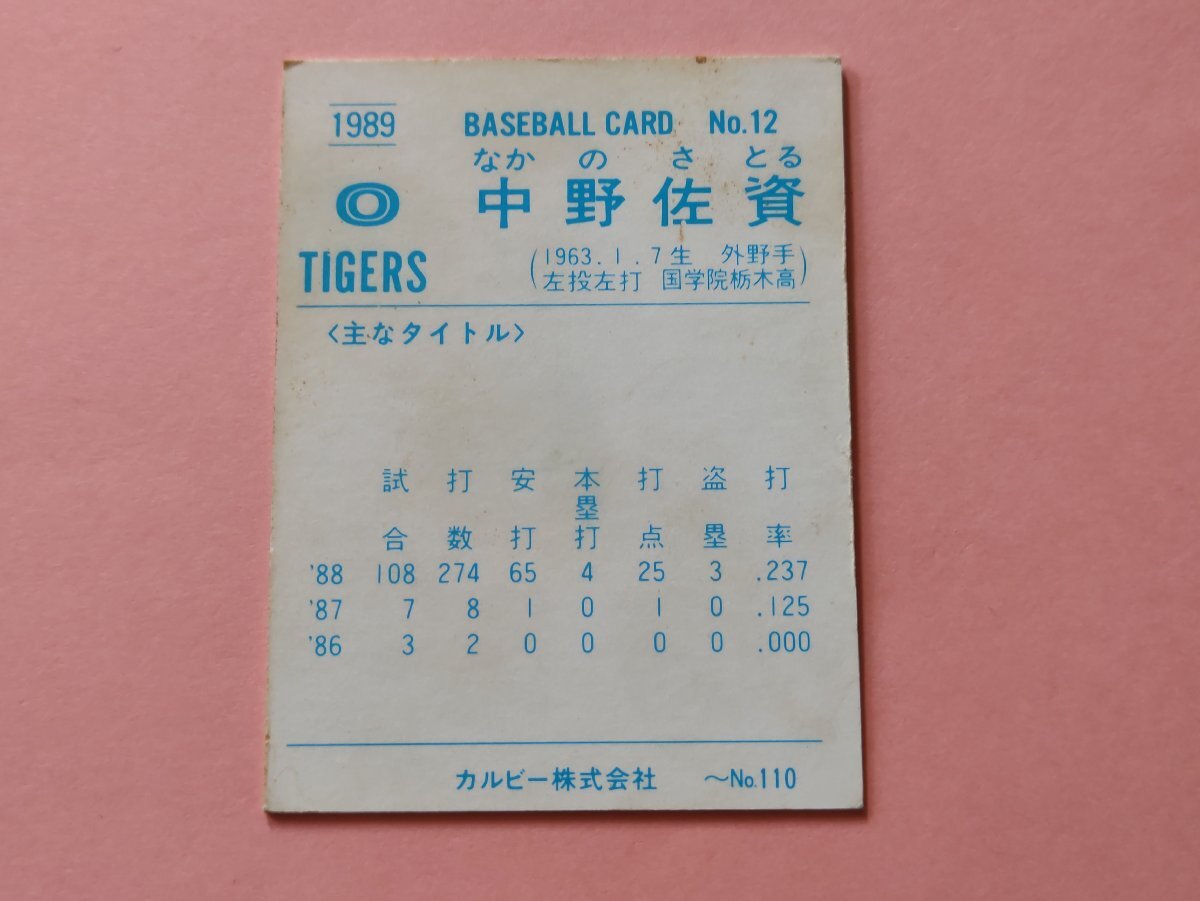 1989 BASEBALL CARD No.12
なか の さ とる
0 中野佐資
TIGERS
(1963.1.7生 外野手
左投左打 国学院栃木高)
〈主なタイトル〉
試合 打数 安打 本塁打 打点 盗塁 打率
'88 108 274 65 4 25 3 .237
'87 7 8 1 0 1 0 .125
'86 3 2 0 0 0 0 .000
カルビー株式会社 〜No.110